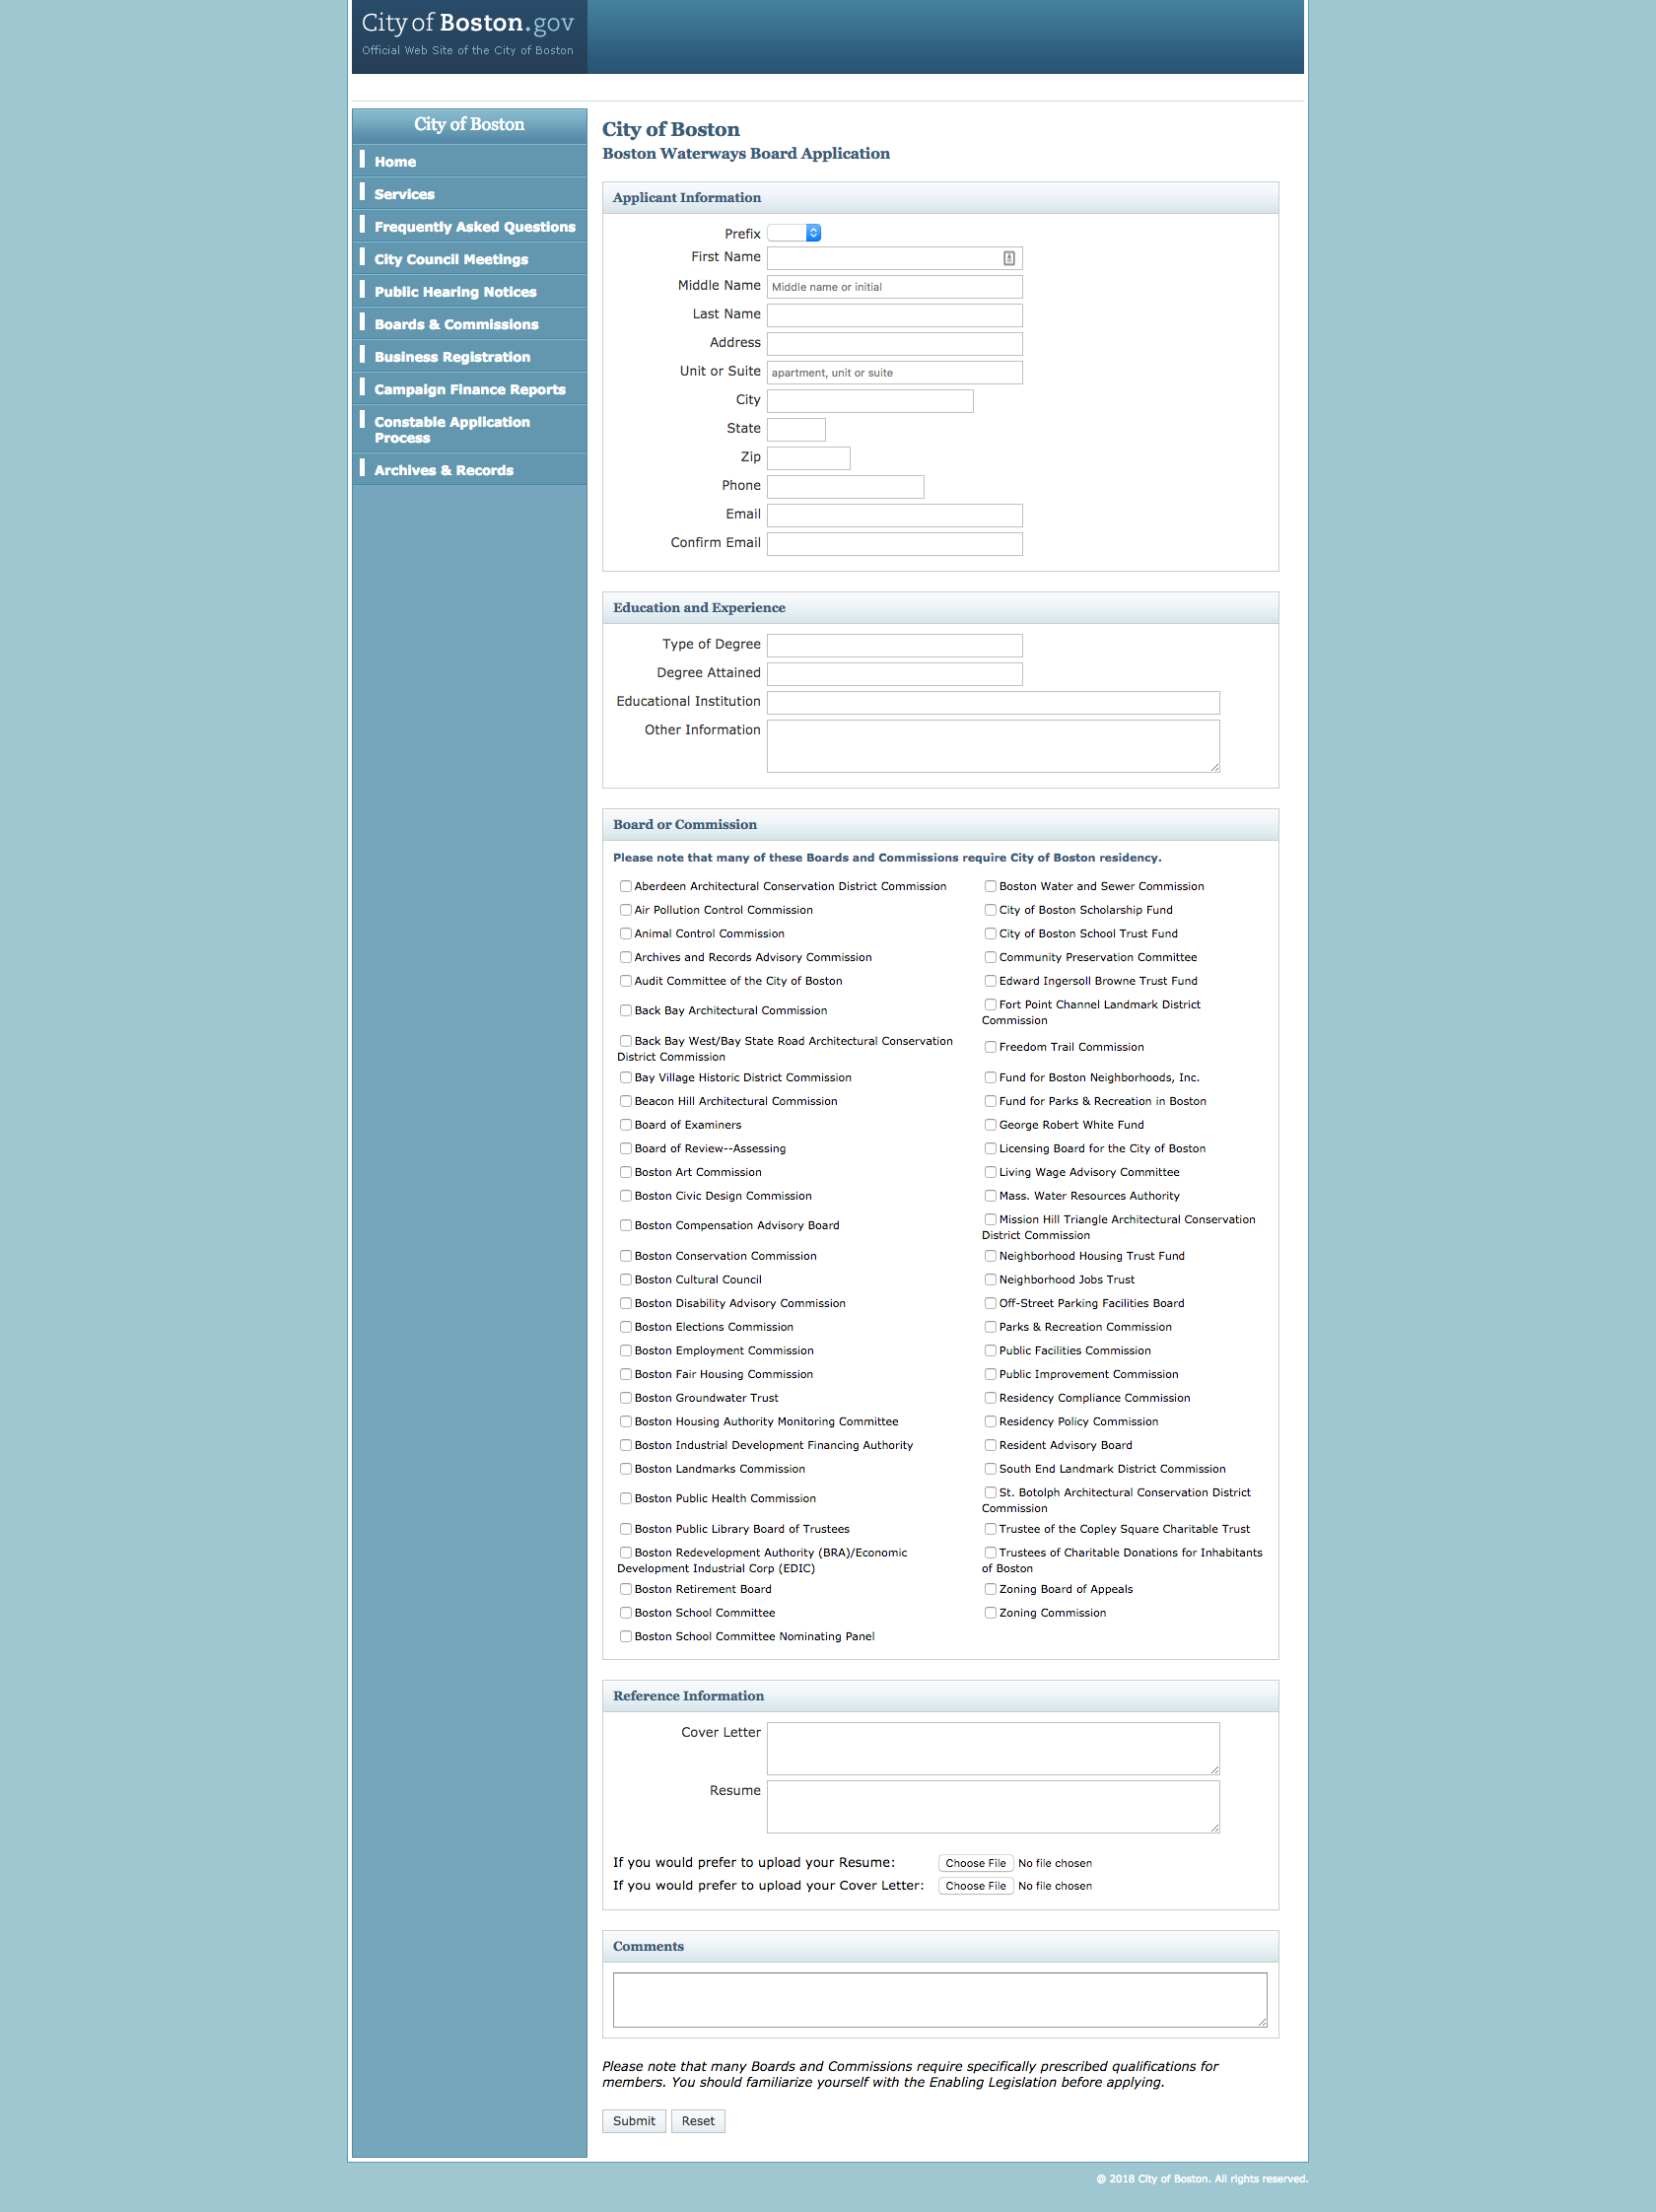 City of Boston.gov
Official Web Site of the City of Boston
City of Boston
Home
Services
Frequently Asked Questions
City Council Meetings
Public Hearing Notices
Boards & Commissions
Business Registration
Campaign Finance Reports
Constable Application
Process
Archives & Records
City of Boston
Boston Waterways Board Application
Applicant Information
Prefix
First Name
Middle Name Middle name or initial
Last Name
Address
Unit or Suite apartment, unit or suite
City
State
Zip
Phone
Email
Confirm Email
Education and Experience
Type of Degree
Degree Attained
Educational Institution
Other Information
Board or Commission
Please note that many of these Boards and Commissions require City of Boston residency.
Aberdeen Architectural Conservation District Commission
Air Pollution Control Commission
Animal Control Commission
Archives and Records Advisory Commission
Audit Committee of the City of Boston
Back Bay Architectural Commission
Back Bay West/Bay State Road Architectural Conservation
District Commission
Bay Village Historic District Commission
Beacon Hill Architectural Commission
Board of Examiners
Board of Review--Assessing
Boston Art Commission
Boston Civic Design Commission
Boston Compensation Advisory Board
Boston Conservation Commission
Boston Cultural Council
Boston Disability Advisory Commission
Boston Elections Commission
Boston Employment Commission
Boston Fair Housing Commission
Boston Groundwater Trust
Boston Housing Authority Monitoring Committee
Boston Industrial Development Financing Authority
Boston Landmarks Commission
Boston Public Health Commission
Boston Public Library Board of Trustees
Boston Redevelopment Authority (BRA)/Economic
Development Industrial Corp (EDIC)
Boston Retirement Board
Boston School Committee
Boston School Committee Nominating Panel
Boston Water and Sewer Commission
City of Boston Scholarship Fund
City of Boston School Trust Fund
Community Preservation Committee
Edward Ingersoll Browne Trust Fund
Fort Point Channel Landmark District
Commission
Freedom Trail Commission
Fund for Boston Neighborhoods, Inc.
Fund for Parks & Recreation in Boston
George Robert White Fund
Licensing Board for the City of Boston
Living Wage Advisory Committee
Mass. Water Resources Authority
Mission Hill Triangle Architectural Conservation
District Commission
Neighborhood Housing Trust Fund
Neighborhood Jobs Trust
Off-Street Parking Facilities Board
Parks & Recreation Commission
Public Facilities Commission
Public Improvement Commission
Residency Compliance Commission
Residency Policy Commission
Resident Advisory Board
South End Landmark District Commission
St. Botolph Architectural Conservation District
Commission
Trustee of the Copley Square Charitable Trust
Trustees of Charitable Donations for Inhabitants
of Boston
Zoning Board of Appeals
Zoning Commission
Reference Information
Cover Letter
Resume
If you would prefer to upload your Resume: Choose File No file chosen
If you would prefer to upload your Cover Letter: Choose File No file chosen
Comments
Please note that many Boards and Commissions require specifically prescribed qualifications for
members. You should familiarize yourself with the Enabling Legislation before applying.
Submit Reset
© 2018 City of Boston. All rights reserved.